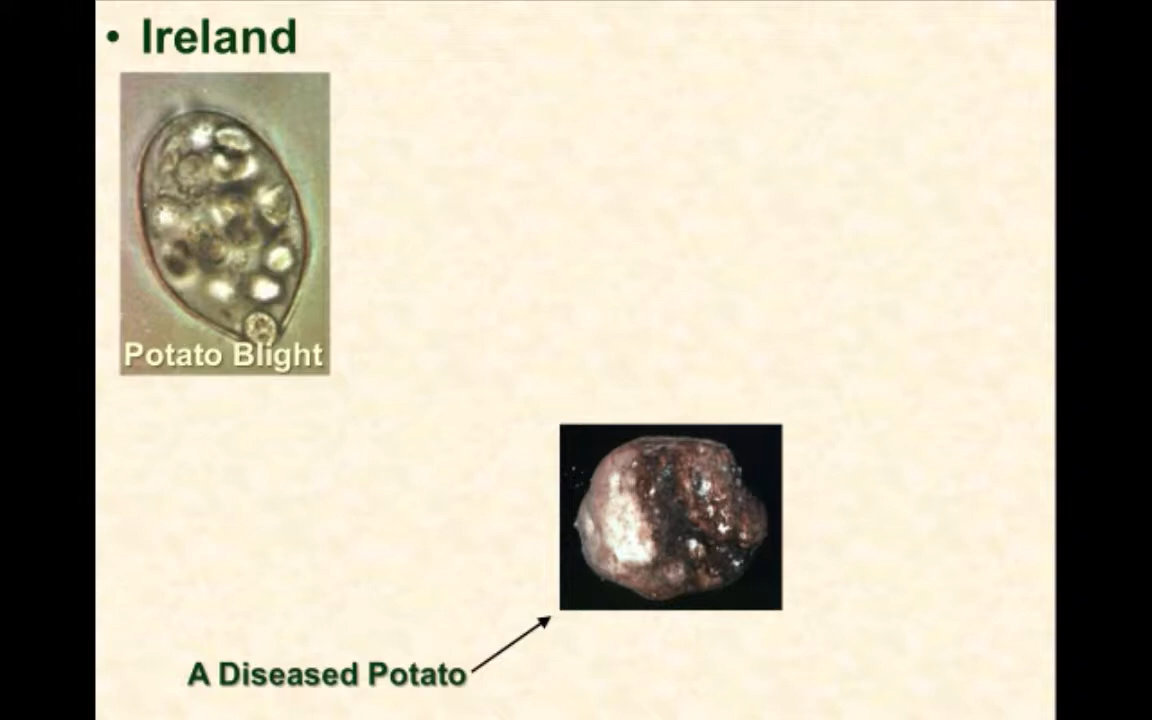 • Ireland
Potato Blight
A Diseased Potato